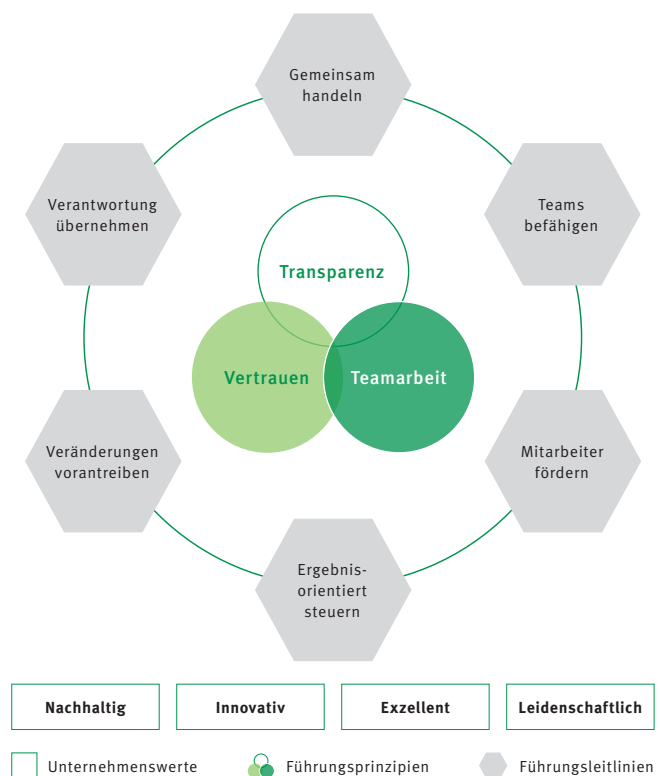 Gemeinsam
handeln
Verantwortung
übernehmen
Teams
befähigen
Transparenz
Vertrauen
Teamarbeit
Veränderungen
vorantreiben
Mitarbeiter
fördern
Ergebnis-
orientiert
steuern
Nachhaltig
Innovativ
Exzellent
Leidenschaftlich
Unternehmenswerte
Führungsprinzipien
Führungsleitlinien